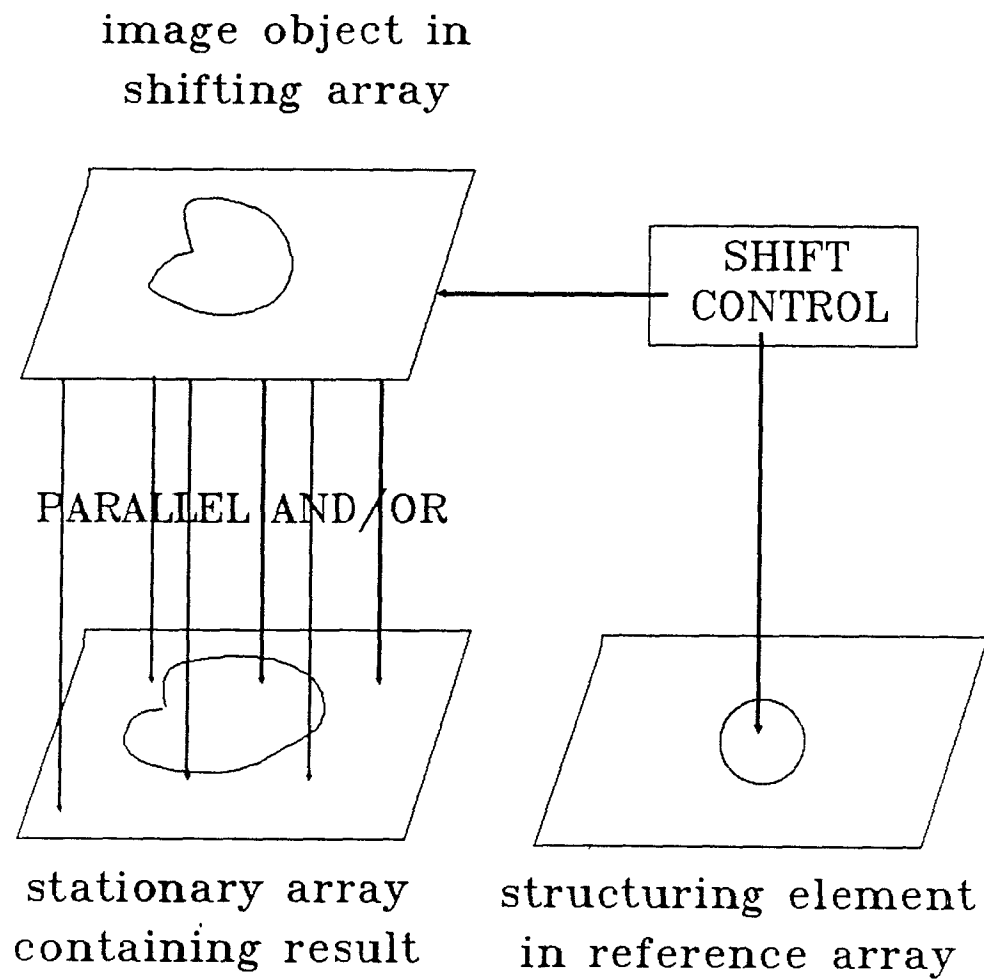 image object in
shifting array
SHIFT
CONTROL
PARALLEL AND/OR
stationary array
containing result
structuring element
in reference array